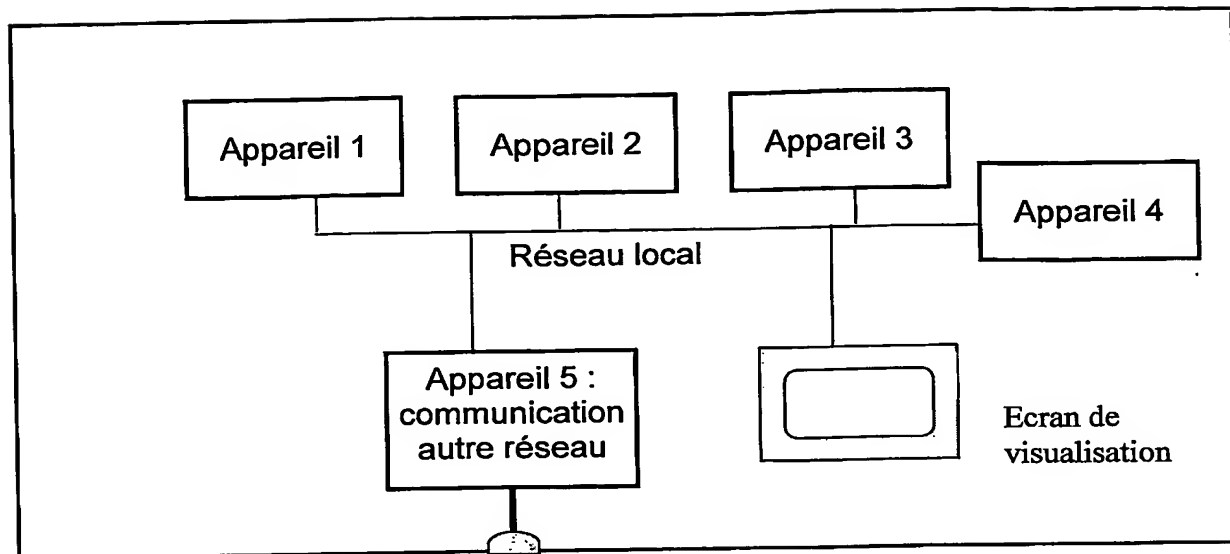 Appareil 1
Appareil 2
Appareil 3
Appareil 4
Réseau local
Appareil 5 :
communication
autre réseau
Ecran de
visualisation